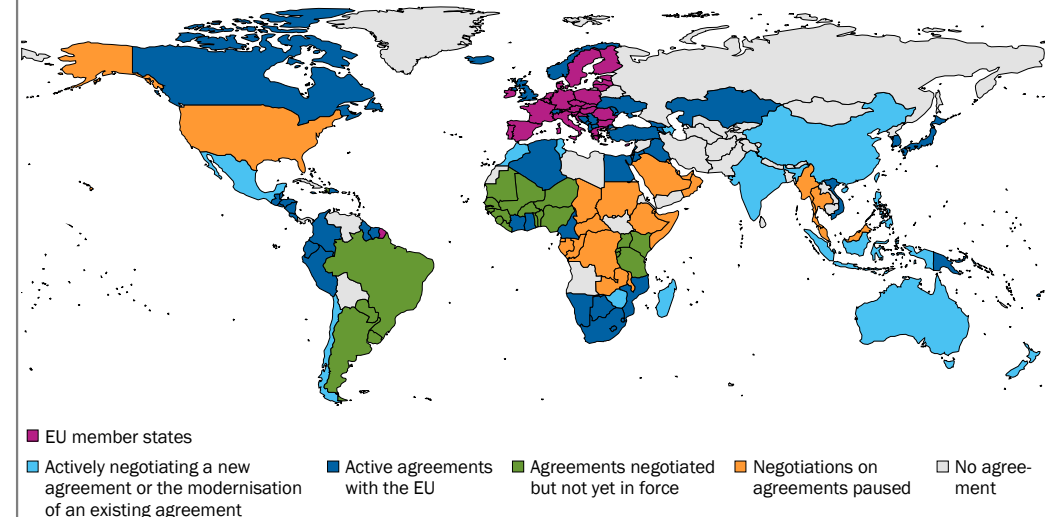 EU member states
Actively negotiating a new
agreement or the modernisation
of an existing agreement
Active agreements
with the EU
Agreements negotiated
but not yet in force
Negotiations on
agreements paused
No agree-
ment